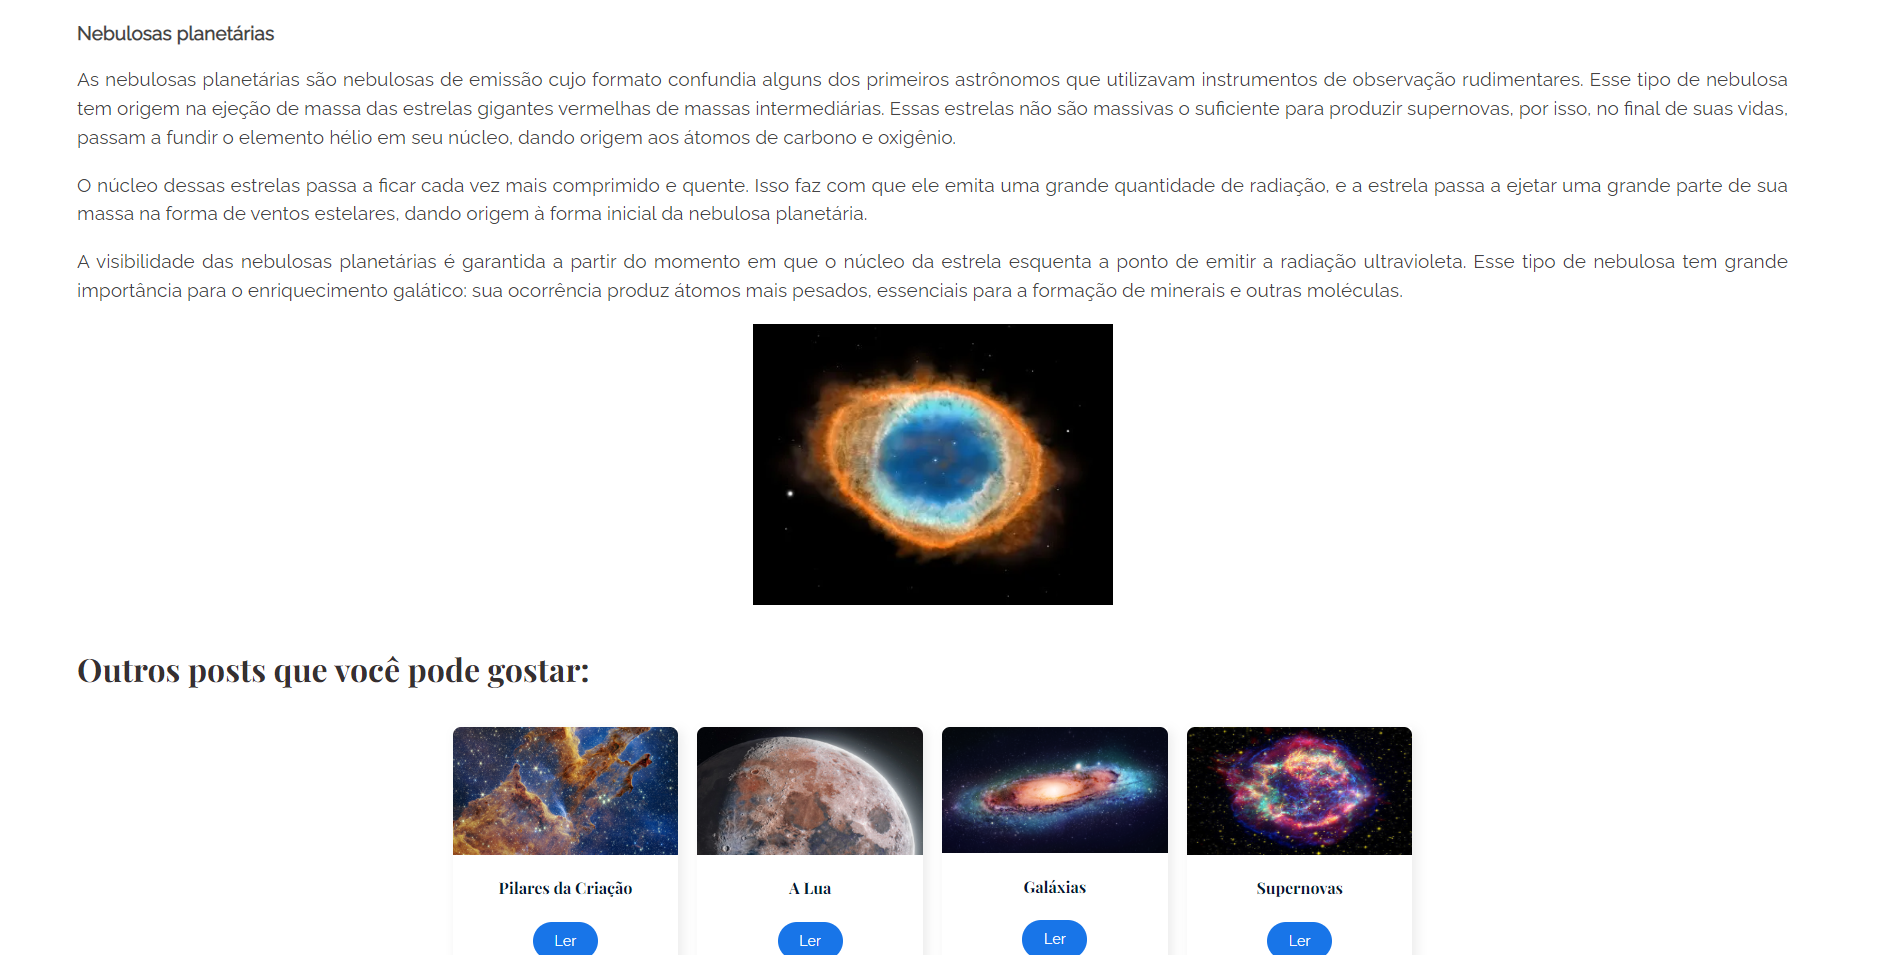 Nebulosas planetárias
As nebulosas planetárias são nebulosas de emissão cujo formato confundia alguns dos primeiros astrônomos que utilizavam instrumentos de observação rudimentares. Esse tipo de nebulosa
tem origem na ejeção de massa das estrelas gigantes vermelhas de massas intermediárias. Essas estrelas não são massivas o suficiente para produzir supernovas, por isso, no final de suas vidas,
passam a fundir o elemento hélio em seu núcleo, dando origem aos átomos de carbono e oxigênio.
O núcleo dessas estrelas passa a ficar cada vez mais comprimido e quente. Isso faz com que ele emita uma grande quantidade de radiação, e a estrela passa a ejetar uma grande parte de sua
massa na forma de ventos estelares, dando origem à forma inicial da nebulosa planetária.
A visibilidade das nebulosas planetárias é garantida a partir do momento em que o núcleo da estrela esquenta a ponto de emitir a radiação ultravioleta. Esse tipo de nebulosa tem grande
importância para o enriquecimento galático: sua ocorrência produz átomos mais pesados, essenciais para a formação de minerais e outras moléculas.
Outros posts que você pode gostar:
Pilares da Criação
Ler
A Lua
Ler
Galáxias
Ler
Supernovas
Ler